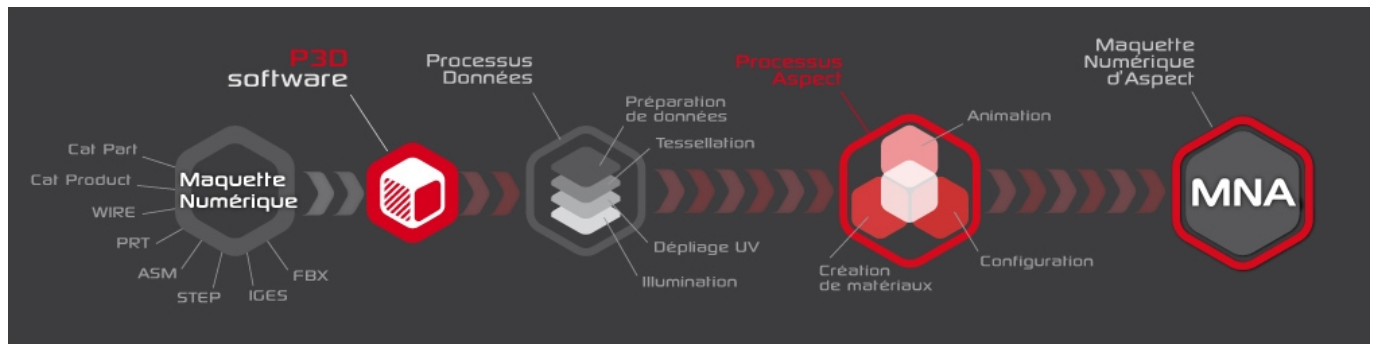 P3D
software
Processus
Données
Processus
Aspect
Maquette
Numérique
d'Aspect
Préparation
de données
Animation
Tessellation
Cat Part
Cat Product
WIRE
PRT
ASM
STEP
IGES
FBX
Maquette
Numérique
Dépliage UV
Illumination
Création
de matériaux
Configuration
MNA